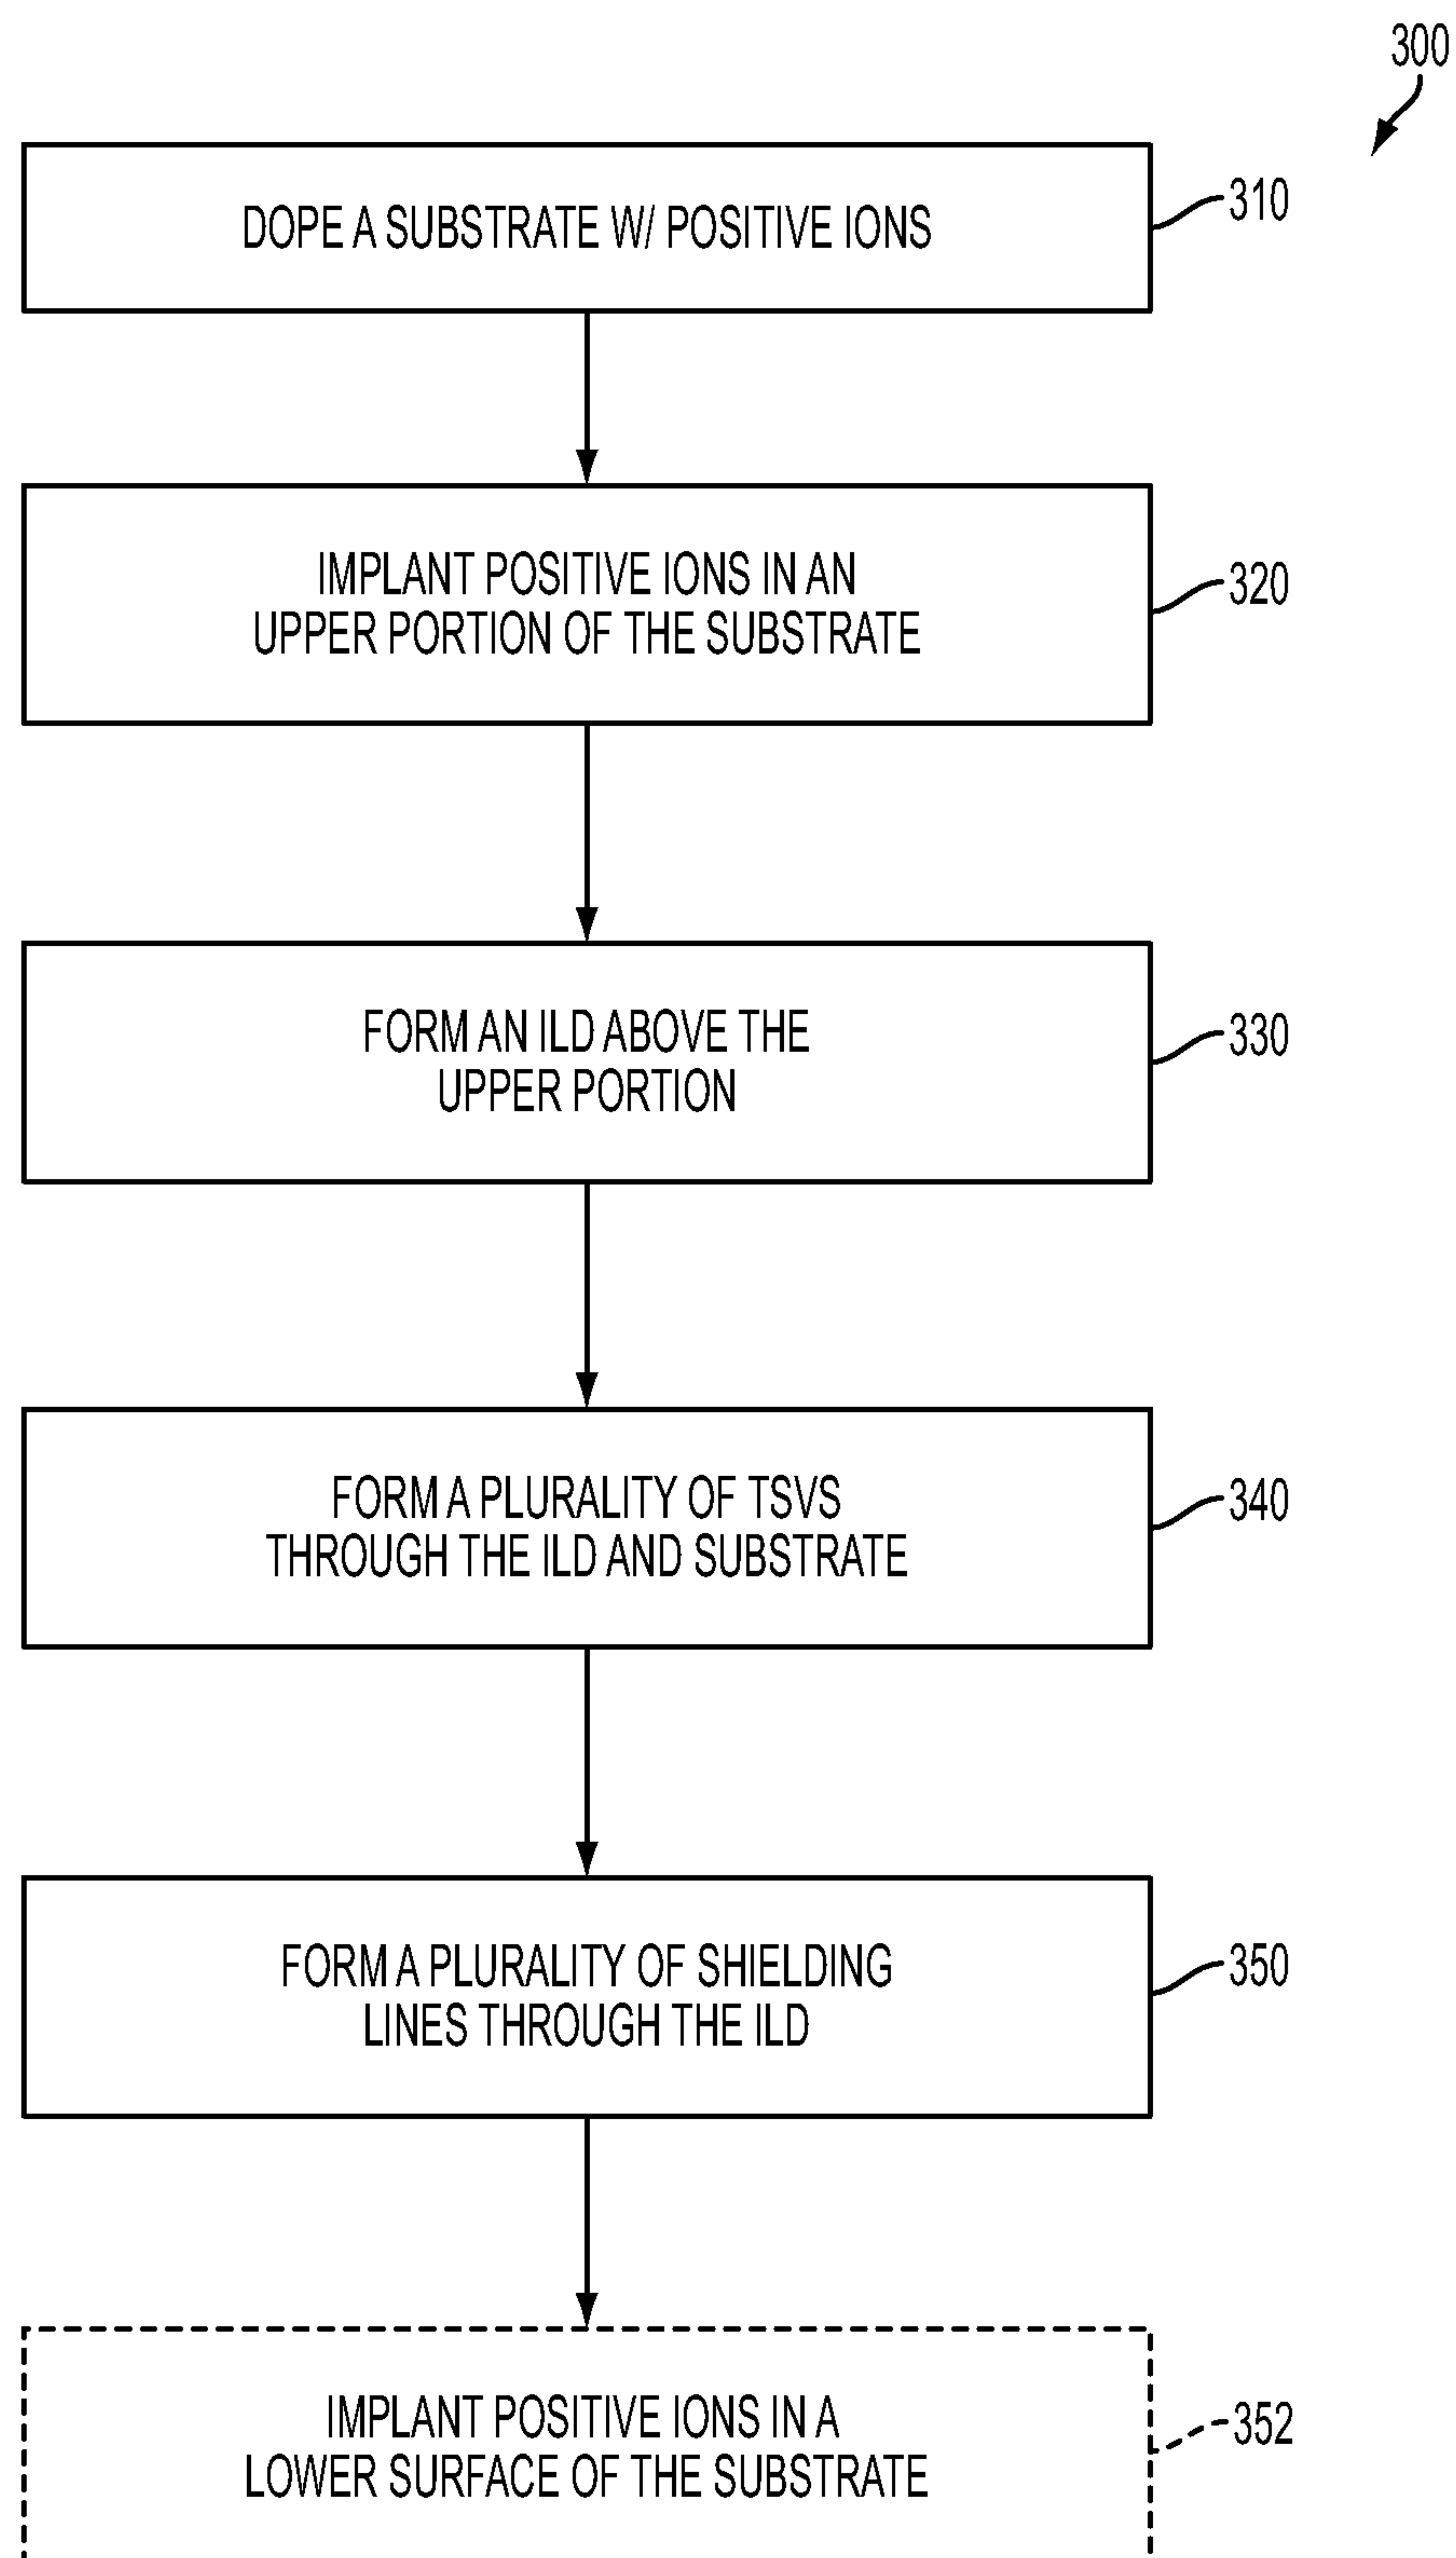 300
DOPE A SUBSTRATE W/ POSITIVE IONS
310
IMPLANT POSITIVE IONS IN AN
UPPER PORTION OF THE SUBSTRATE
320
FORM AN ILD ABOVE THE
UPPER PORTION
330
FORM A PLURALITY OF TSVS
THROUGH THE ILD AND SUBSTRATE
340
FORM A PLURALITY OF SHIELDING
LINES THROUGH THE ILD
350
IMPLANT POSITIVE IONS IN A
LOWER SURFACE OF THE SUBSTRATE
352